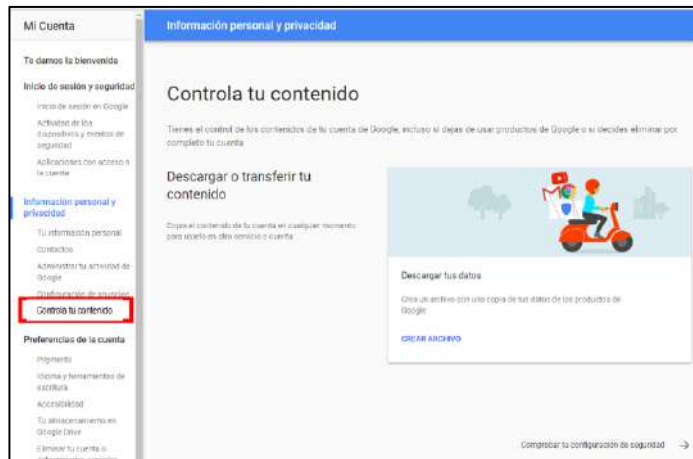 Mi Cuenta
Te damos la bienvenida
Inicio de sesión y seguridad
Inicio de sesión en Google
Actividad de los
dispositivos y eventos de
seguridad
Aplicaciones con acceso a
la cuenta
Información personal y
privacidad
Tu información personal
Contactos
Administrar tu actividad de
Google
Configuración de anuncios
Controla tu contenido
Preferencias de la cuenta
Payments
Idioma y herramientas de
escritura
Accesibilidad
Tu almacenamiento en
Google Drive
Eliminar tu cuenta o
Información personal y privacidad
Controla tu contenido
Tienes el control de los contenidos de tu cuenta de Google, incluso si dejas de usar productos de Google o si decides eliminar por
completo tu cuenta.
Descargar o transferir tu
contenido
Copia el contenido de tu cuenta en cualquier momento
para usarlo en otro servicio o cuenta.
Descargar tus datos
Crea un archivo con una copia de tus datos de los productos de
Google.
CREAR ARCHIVO
Comprobar tu configuración de seguridad →